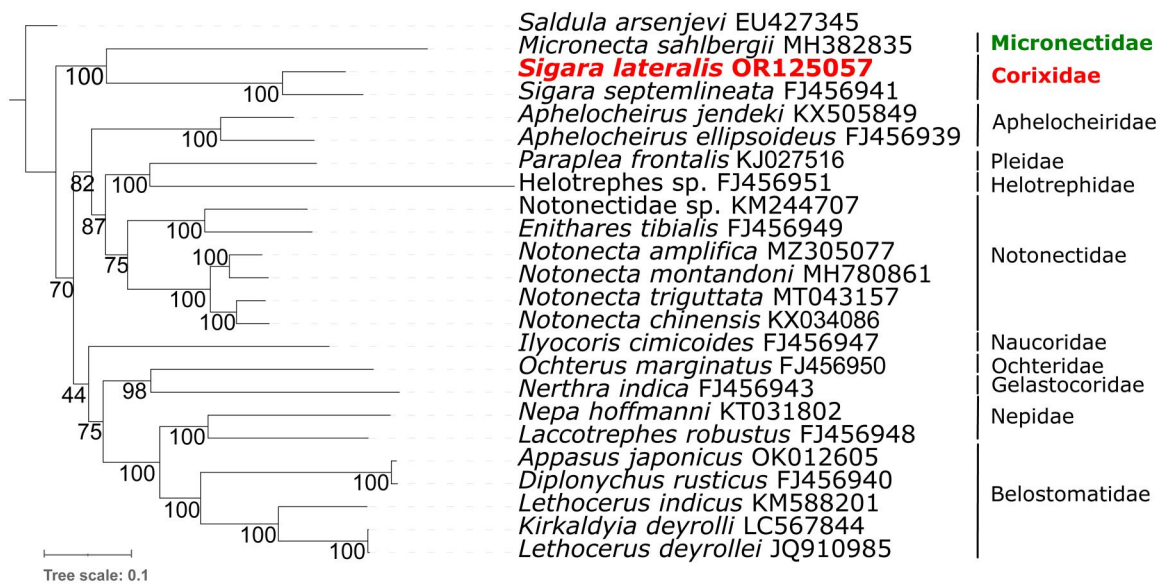 Saldula arsenjevi EU427345
Micronecta sahlbergii MH382835
Micronectidae
Sigara lateralis OR125057
Corixidae
100
Sigara septemlineata FJ456941
100
Aphelocheirus jendeki KX505849
Aphelocheiridae
100
Aphelocheirus ellipsoideus FJ456939
Paraplea frontalis KJ027516
Pleidae
82
100
Helotrephes sp. FJ456951
Helotrephidae
Notonectidae sp. KM244707
87
100
Enithares tibialis FJ456949
Notonectidae
100
Notonecta amplifica MZ305077
75
Notonecta montandoni MH780861
70
100
Notonecta triguttata MT043157
100
Notonecta chinensis KX034086
Ilyocoris cimicoides FJ456947
Naucoridae
Ochterus marginatus FJ456950
Ochteridae
44
98
Nerthra indica FJ456943
Gelastocoridae
Nepa hoffmanni KT031802
Nepidae
75
100
Laccotrephes robustus FJ456948
Appasus japonicus OK012605
100
100
Diplonychus rusticus FJ456940
Belostomatidae
100
Lethocerus indicus KM588201
Kirkaldyia deyrolli LC567844
100
100
Lethocerus deyrollei JQ910985
Tree scale: 0.1